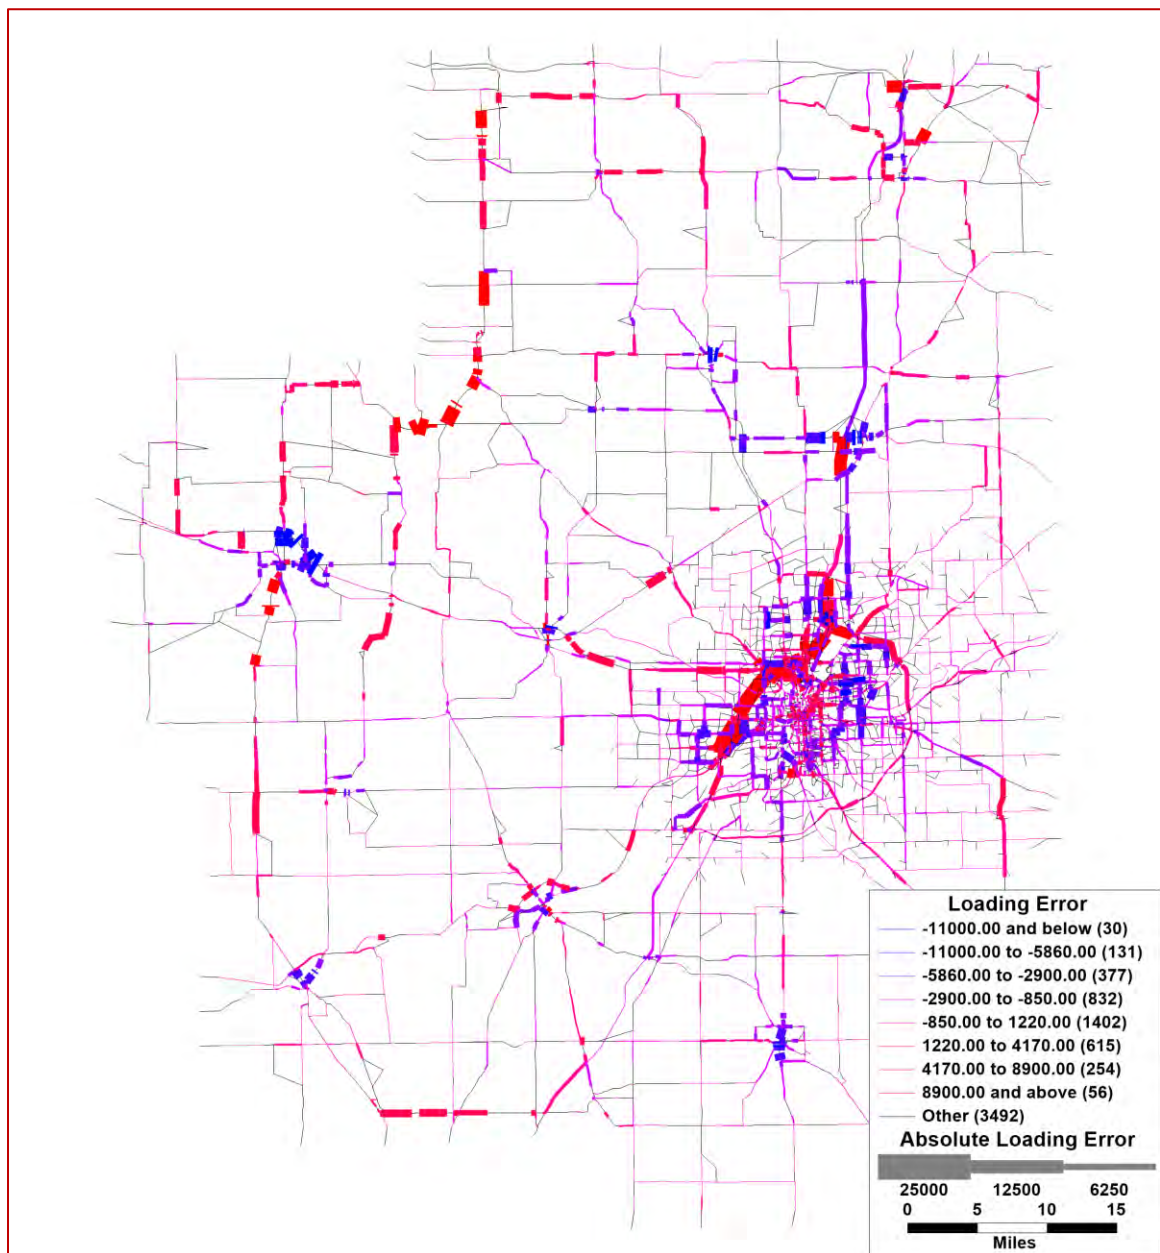 Loading Error
-11000.00 and below (30)
-11000.00 to -5860.00 (131)
-5860.00 to -2900.00 (377)
-2900.00 to -850.00 (832)
-850.00 to 1220.00 (1402)
1220.00 to 4170.00 (615)
4170.00 to 8900.00 (254)
8900.00 and above (56)
Other (3492)
Absolute Loading Error
25000 12500 6250
0 5 10 15
Miles